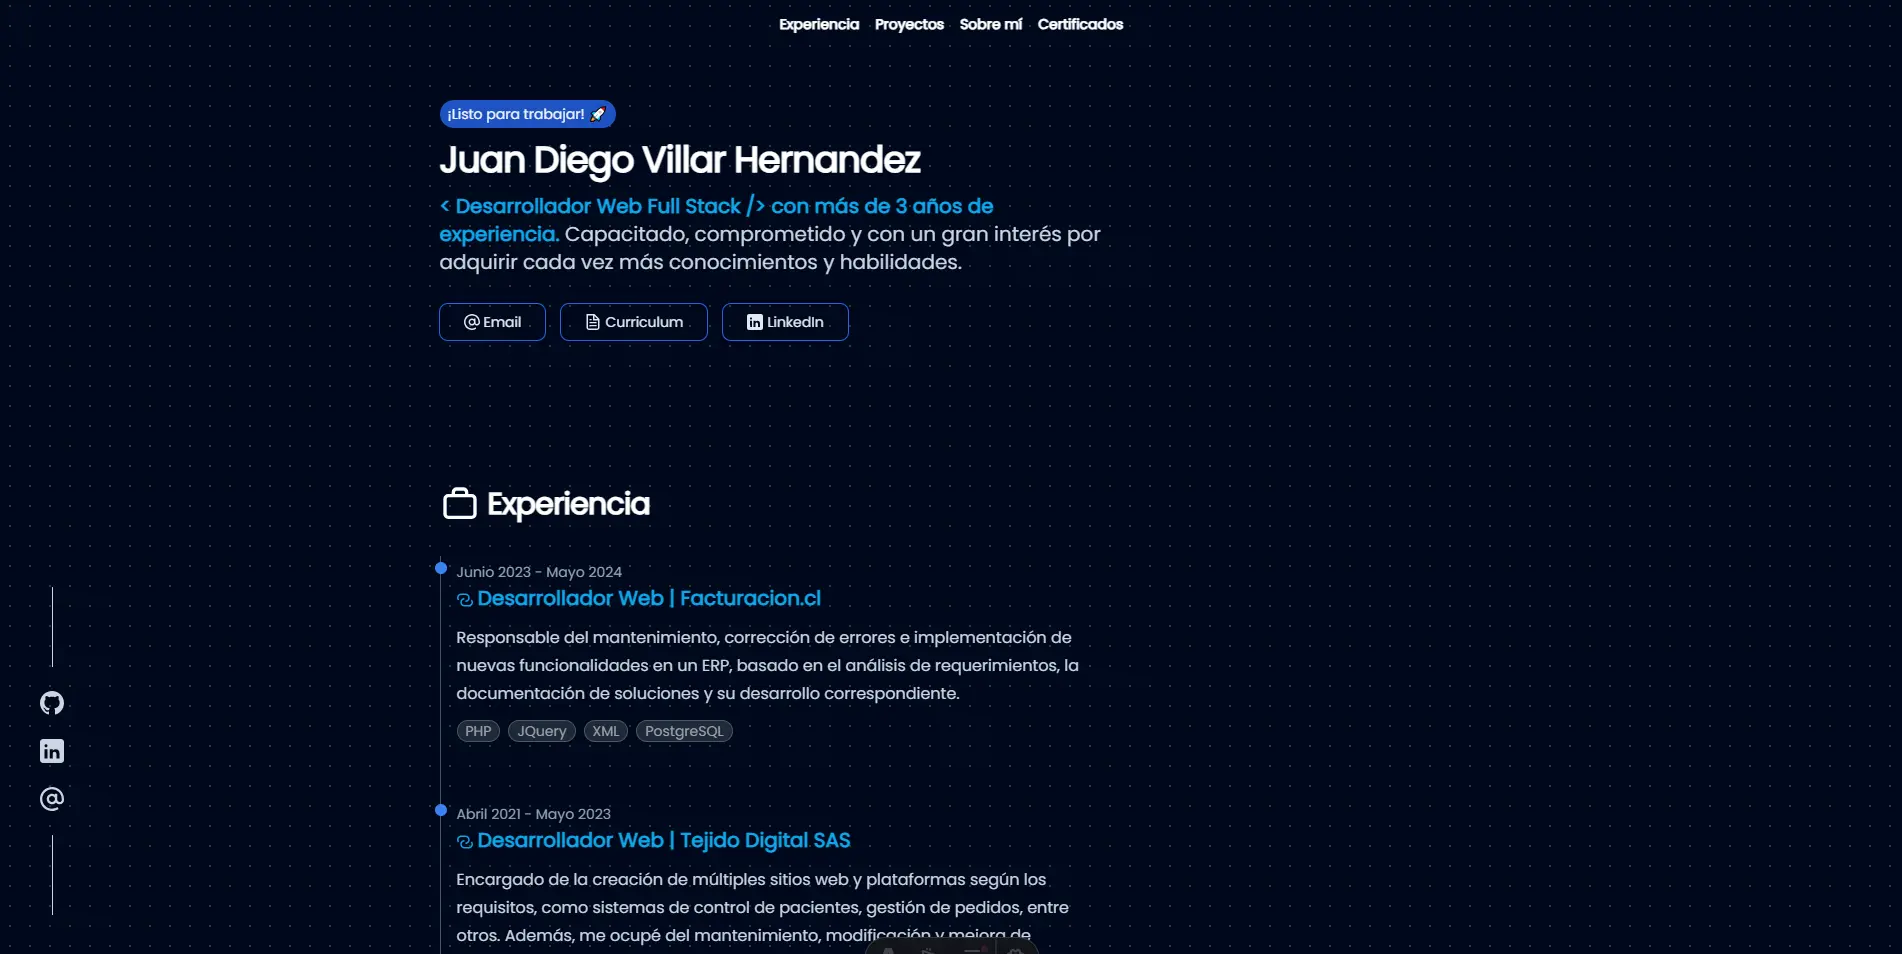 Experiencia Proyectos Sobre mí Certificados
¡Listo para trabajar! 🚀
Juan Diego Villar Hernandez
< Desarrollador Web Full Stack /> con más de 3 años de
experiencia. Capacitado, comprometido y con un gran interés por
adquirir cada vez más conocimientos y habilidades.
Email Curriculum LinkedIn
Experiencia
Junio 2023 - Mayo 2024
Desarrollador Web | Facturacion.cl
Responsable del mantenimiento, corrección de errores e implementación de
nuevas funcionalidades en un ERP, basado en el análisis de requerimientos, la
documentación de soluciones y su desarrollo correspondiente.
PHP JQuery XML PostgreSQL
Abril 2021 - Mayo 2023
Desarrollador Web | Tejido Digital SAS
Encargado de la creación de múltiples sitios web y plataformas según los
requisitos, como sistemas de control de pacientes, gestión de pedidos, entre
otros. Además, me ocupé del mantenimiento, modificación y mejora de